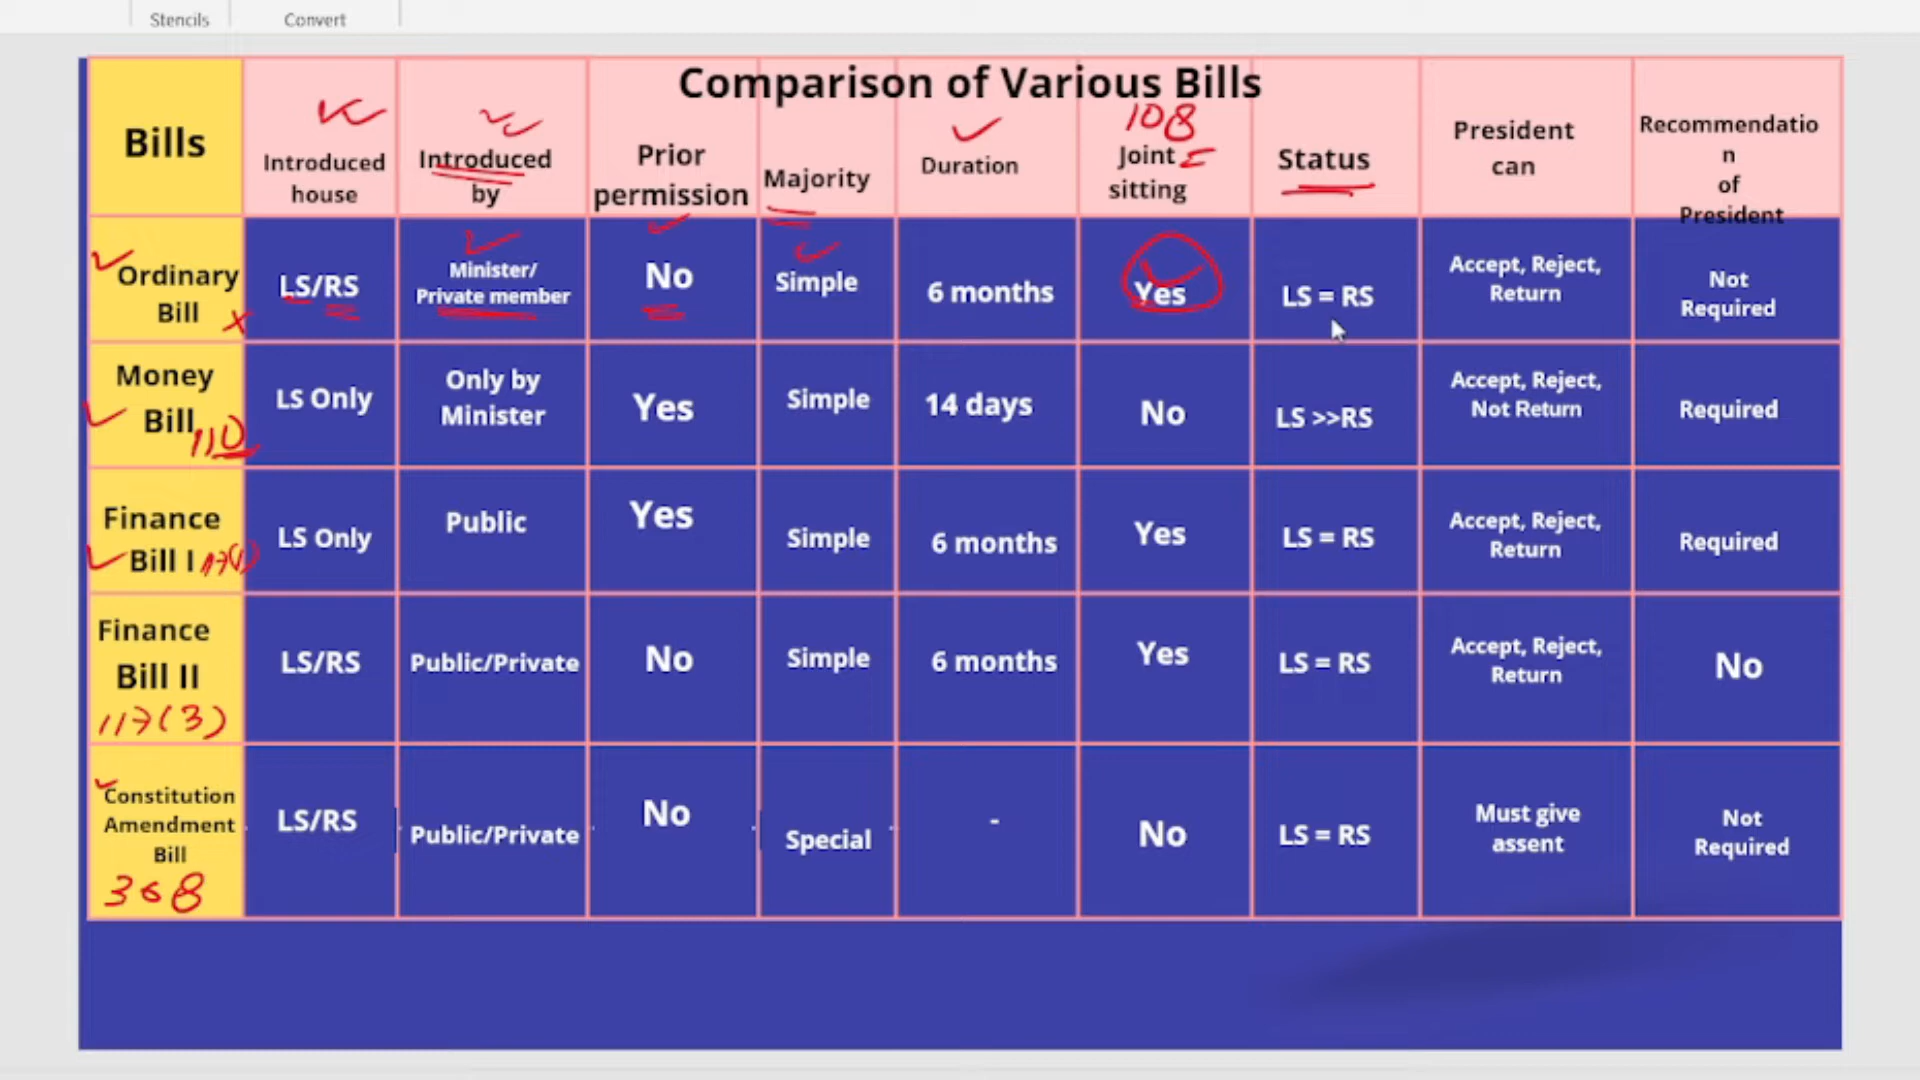 Stencils
Convert
Comparison of Various Bills
Bills
Introduced
house
Introduced
by
Prior
permission
Majority
Duration
108
Joint
sitting
Status
President
can
Recommendatio
n
of
President
Ordinary
Bill
LS/RS
Minister/
Private member
No
Simple
6 months
Yes
LS = RS
Accept, Reject,
Return
Not
Required
Money
Bill
110
LS Only
Only by
Minister
Yes
Simple
14 days
No
LS >>RS
Accept, Reject,
Not Return
Required
Finance
Bill I
LS Only
Public
Yes
Simple
6 months
Yes
LS = RS
Accept, Reject,
Return
Required
Finance
Bill II
117(3)
LS/RS
Public/Private
No
Simple
6 months
Yes
LS = RS
Accept, Reject,
Return
No
Constitution
Amendment
Bill
368
LS/RS
Public/Private
No
Special
-
No
LS = RS
Must give
assent
Not
Required